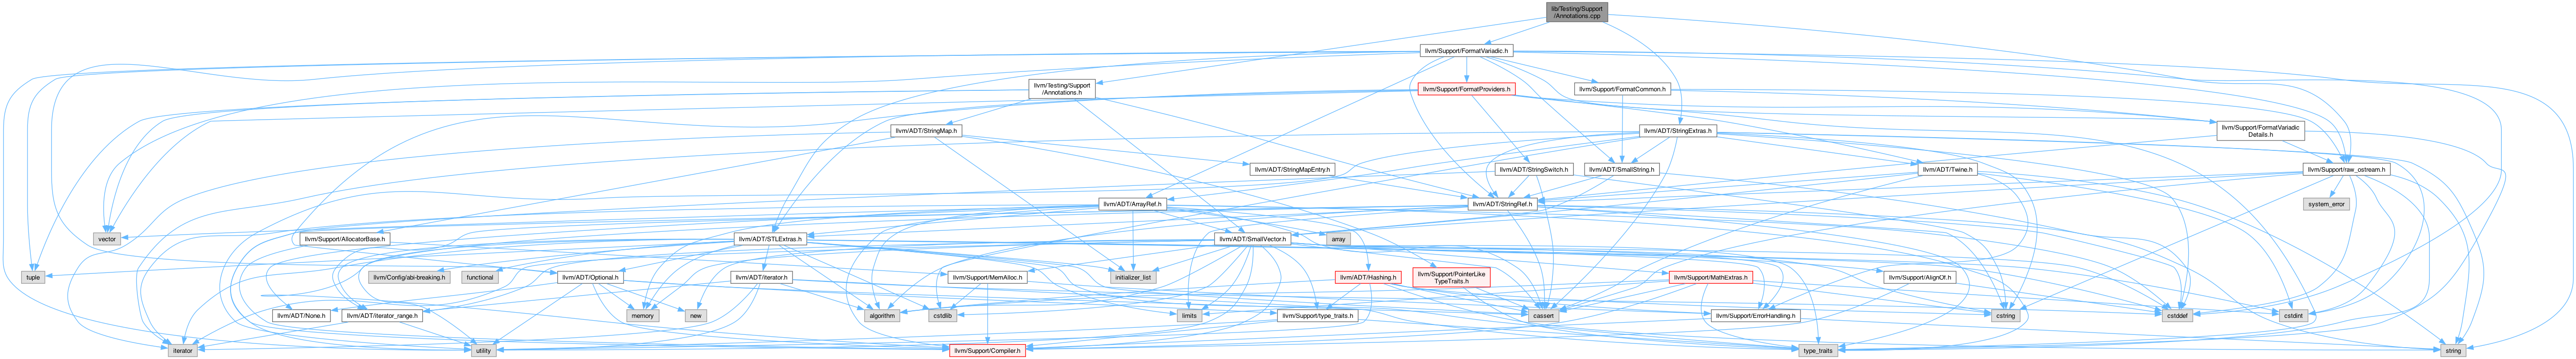 lib/Testing/Support
/Annotations.cpp
llvm/Support/FormatVariadic.h
llvm/Testing/Support
/Annotations.h
llvm/Support/FormatProviders.h
llvm/Support/FormatCommon.h
llvm/ADT/StringMap.h
llvm/ADT/StringExtras.h
llvm/Support/FormatVariadic
Details.h
llvm/ADT/StringMapEntry.h
llvm/ADT/StringSwitch.h
llvm/ADT/SmallString.h
llvm/ADT/Twine.h
llvm/Support/raw_ostream.h
llvm/ADT/ArrayRef.h
llvm/ADT/StringRef.h
system_error
vector
llvm/Support/AllocatorBase.h
llvm/ADT/STLExtras.h
llvm/ADT/SmallVector.h
array
tuple
llvm/Config/abi-breaking.h
functional
llvm/ADT/Optional.h
llvm/ADT/iterator.h
llvm/Support/MemAlloc.h
initializer_list
llvm/ADT/Hashing.h
llvm/Support/PointerLike
TypeTraits.h
llvm/Support/MathExtras.h
llvm/Support/AlignOf.h
llvm/ADT/None.h
llvm/ADT/iterator_range.h
memory
new
algorithm
cstdlib
limits
llvm/Support/type_traits.h
cassert
llvm/Support/ErrorHandling.h
cstring
cstddef
cstdint
iterator
utility
llvm/Support/Compiler.h
type_traits
string